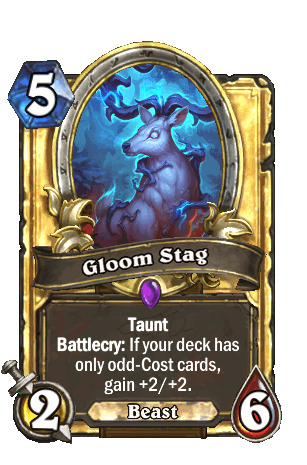 5
Gloom Stag
Taunt
Battlecry: If your deck has
only odd-Cost cards,
gain +2/+2.
2
Beast
6